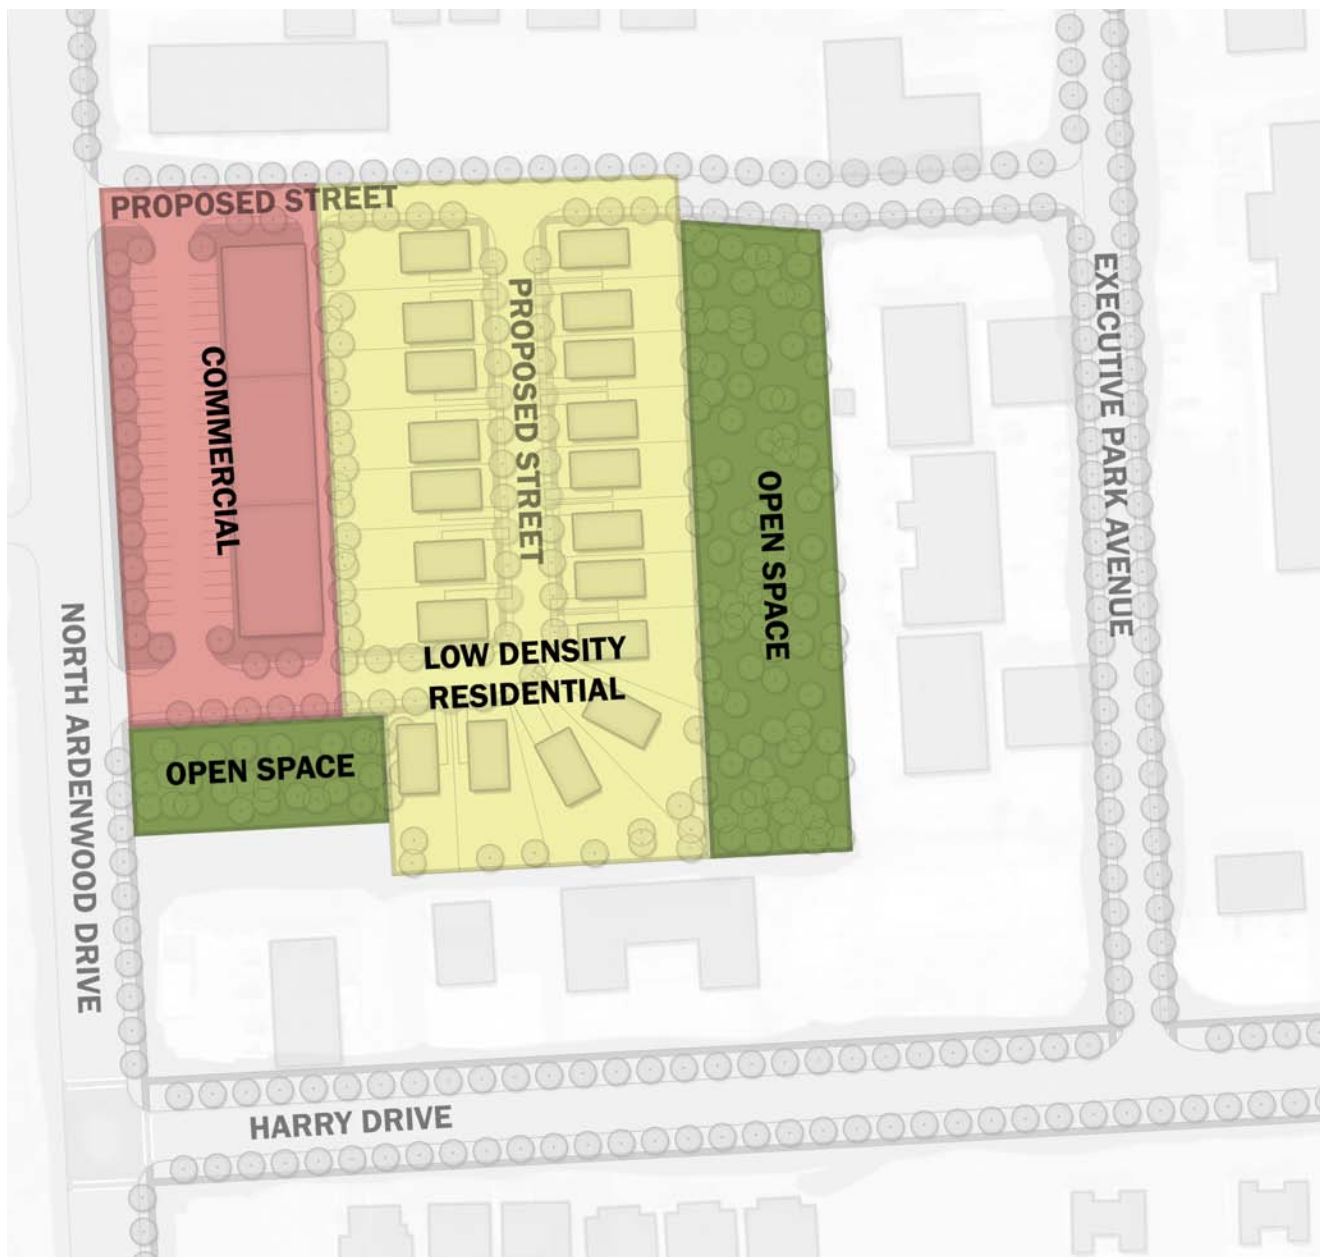 PROPOSED STREET
COMMERCIAL
PROPOSED STREET
EXECUTIVE PARK AVENUE
OPEN SPACE
LOW DENSITY
RESIDENTIAL
OPEN SPACE
NORTH ARDENWOOD DRIVE
HARRY DRIVE